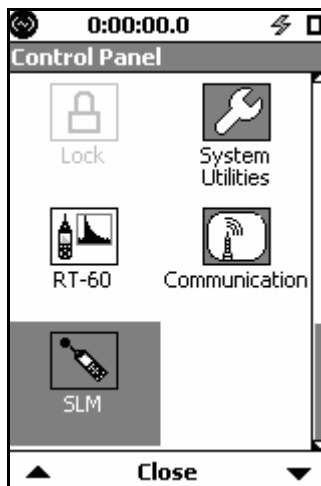 0:00:00.0
Control Panel
Lock
System
Utilities
RT-60
Communication
SLM
Close